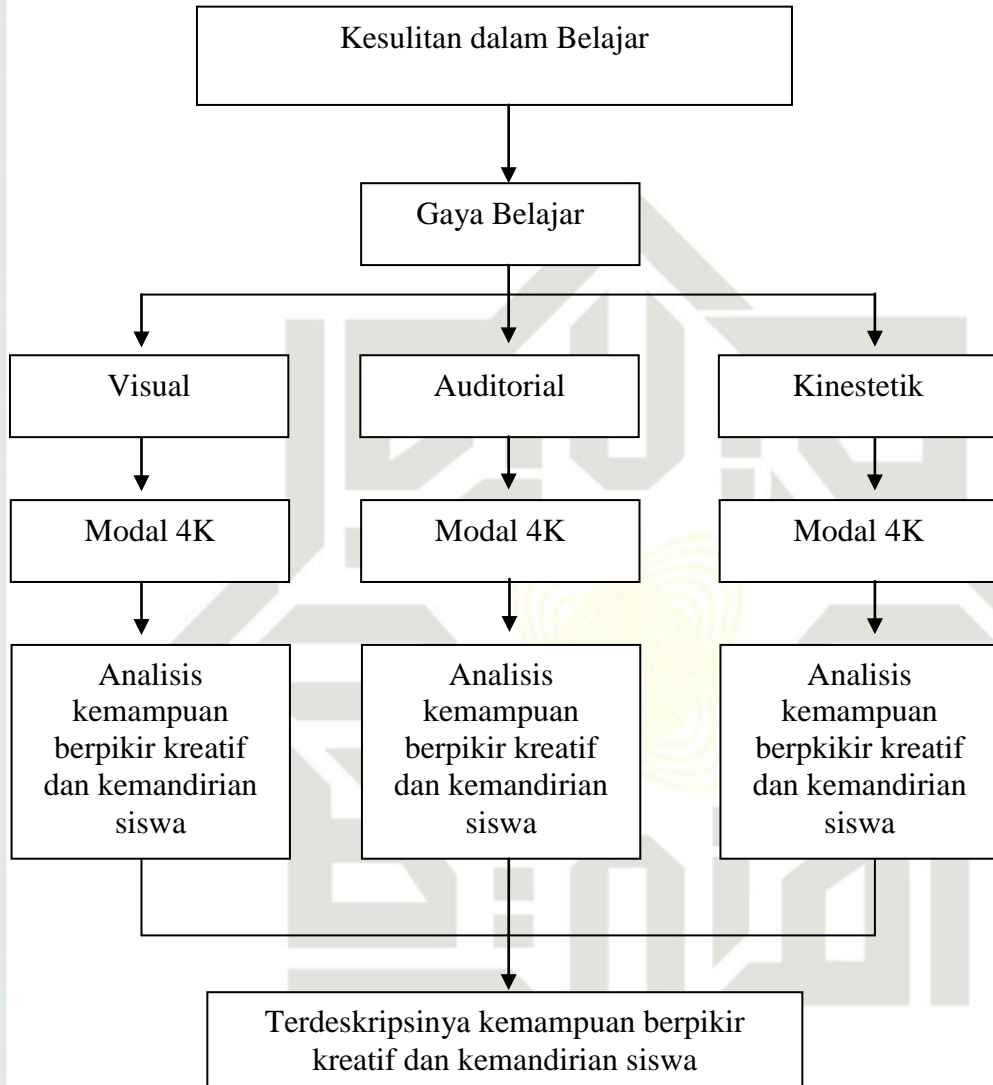 Kesulitan dalam Belajar
Gaya Belajar
Visual
Auditorial
Kinestetik
Modal 4K
Modal 4K
Modal 4K
Analisis
kemampuan
berpikir kreatif
dan kemandirian
siswa
Analisis
kemampuan
berpikir kreatif
dan kemandirian
siswa
Analisis
kemampuan
berpkikir kreatif
dan kemandirian
siswa
Terdeskripsinya kemampuan berpikir
kreatif dan kemandirian siswa